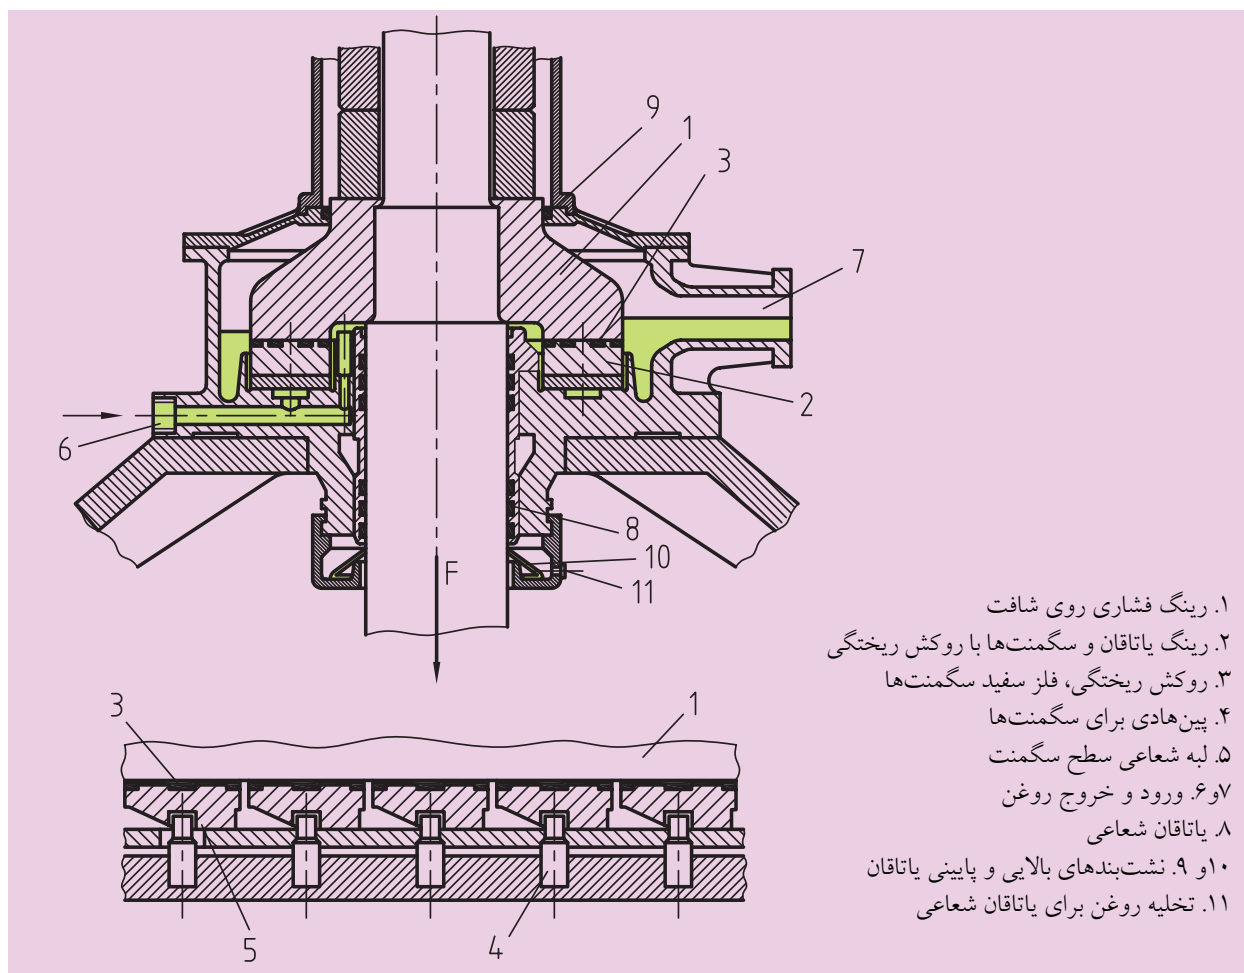 9
1
3
7
2
6
8
10
F
11
۱. رینگ فشاری روی شافت
۲. رینگ یاتاقان و سگمنت‌ها با روکش ریختگی
۳. روکش ریختگی، فلز سفید سگمنت‌ها
۴. پین‌هادی برای سگمنت‌ها
۵. لبه شعاعی سطح سگمنت
۷و۶. ورود و خروج روغن
۸. یاتاقان شعاعی
۱۰و ۹. نشت‌بندهای بالایی و پایینی یاتاقان
۱۱. تخلیه روغن برای یاتاقان شعاعی
3
1
5
4